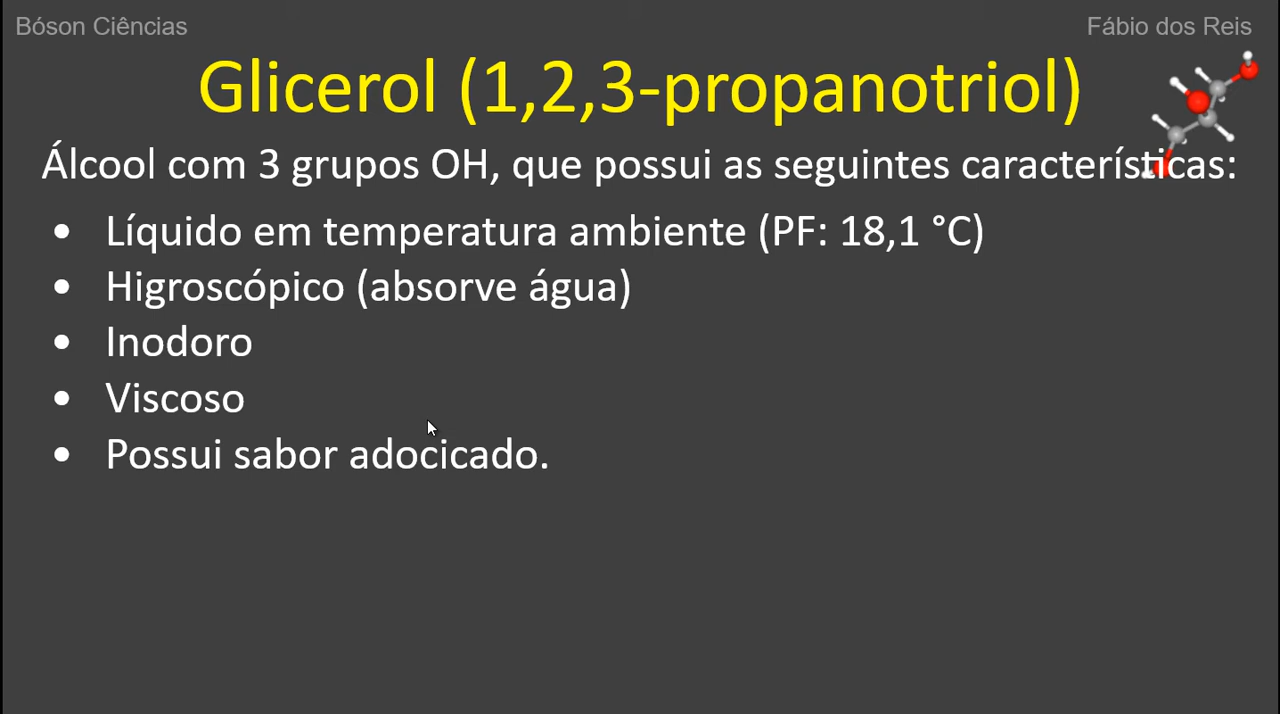 Bóson Ciências
Fábio dos Reis
Glicerol (1,2,3-propanotriol)
Álcool com 3 grupos OH, que possui as seguintes características:
• Líquido em temperatura ambiente (PF: 18,1 °C)
• Higroscópico (absorve água)
• Inodoro
• Viscoso
• Possui sabor adocicado.